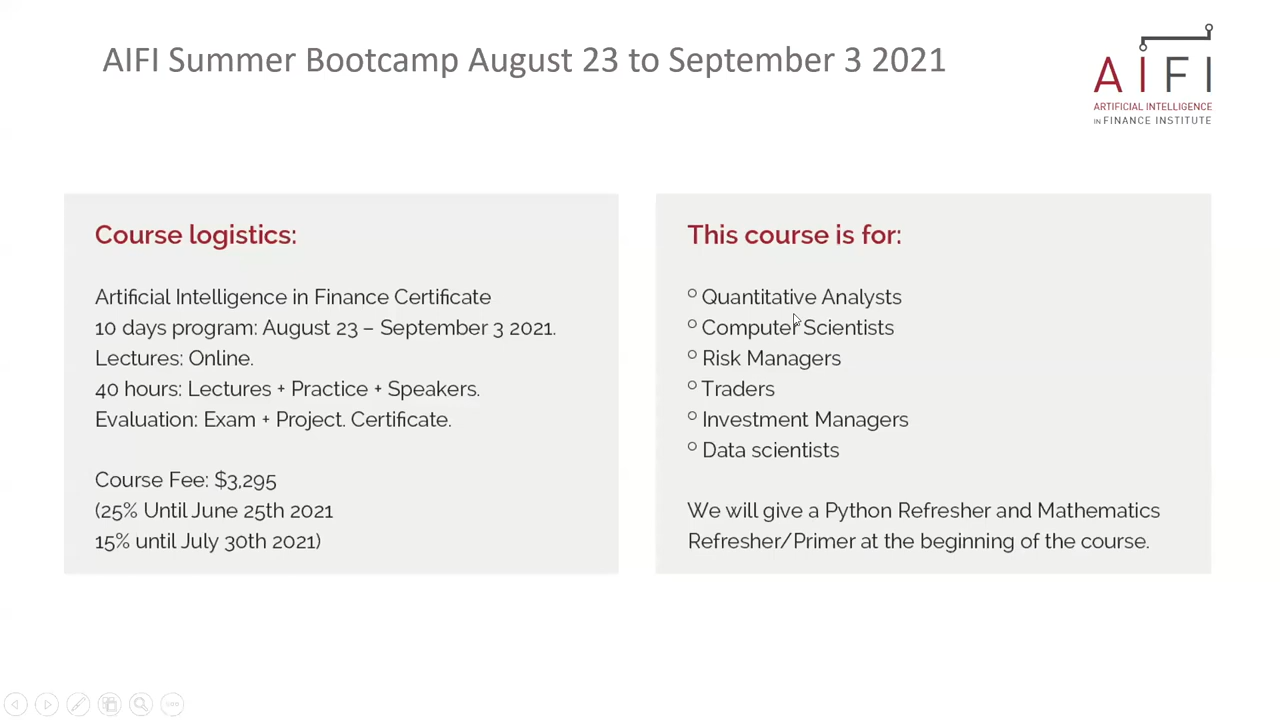 AIFI Summer Bootcamp August 23 to September 3 2021
AIFI
ARTIFICIAL INTELLIGENCE
IN FINANCE INSTITUTE
Course logistics:
Artificial Intelligence in Finance Certificate
10 days program: August 23 – September 3 2021.
Lectures: Online.
40 hours: Lectures + Practice + Speakers.
Evaluation: Exam + Project. Certificate.
Course Fee: $3,295
(25% Until June 25th 2021
15% until July 30th 2021)
This course is for:
Quantitative Analysts
Computer Scientists
Risk Managers
Traders
Investment Managers
Data scientists
We will give a Python Refresher and Mathematics
Refresher/Primer at the beginning of the course.